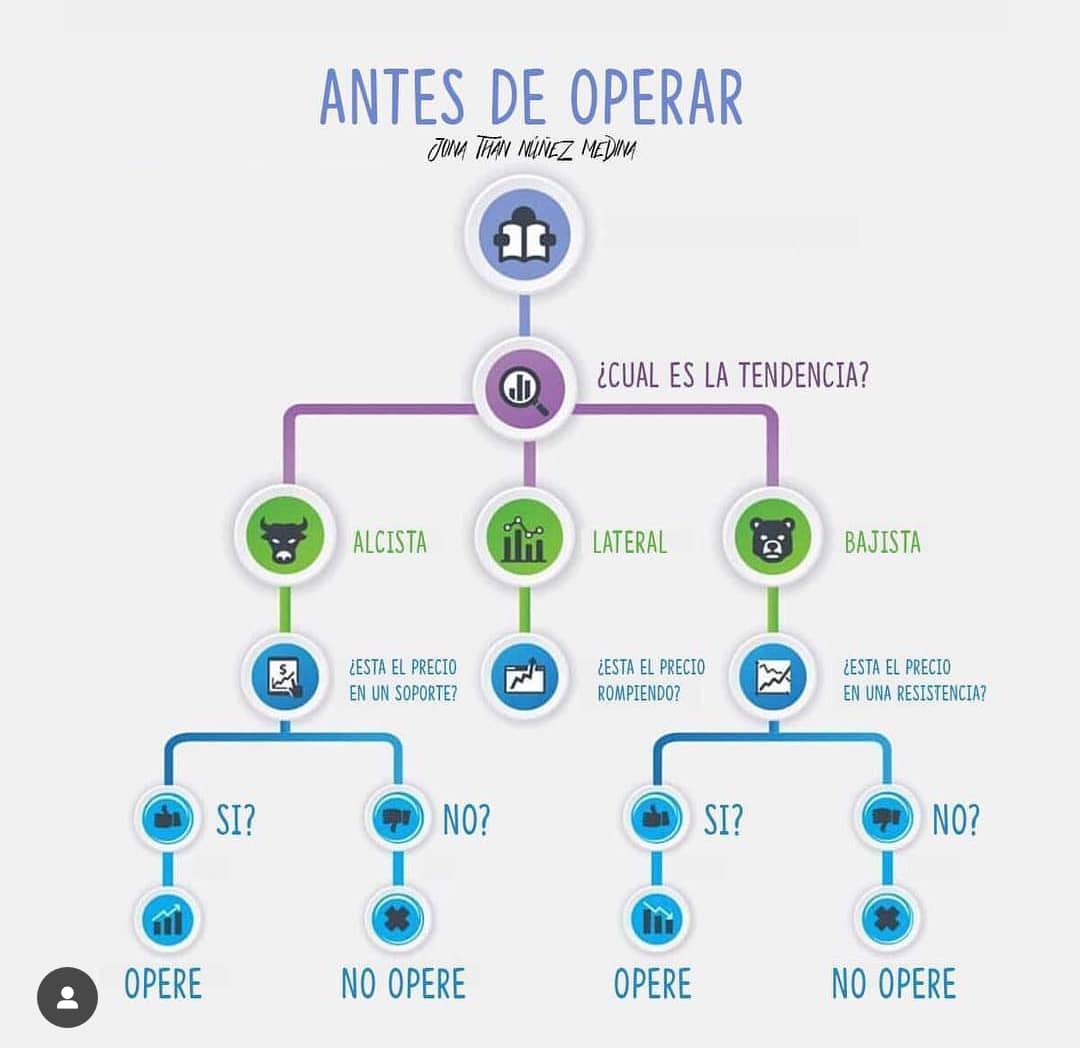 ANTES DE OPERAR
JONA THAN NÚÑEZ MEDINA
¿CUAL ES LA TENDENCIA?
ALCISTA
LATERAL
BAJISTA
¿ESTA EL PRECIO
EN UN SOPORTE?
¿ESTA EL PRECIO
ROMPIENDO?
¿ESTA EL PRECIO
EN UNA RESISTENCIA?
SI?
NO?
SI?
NO?
OPERE
NO OPERE
OPERE
NO OPERE